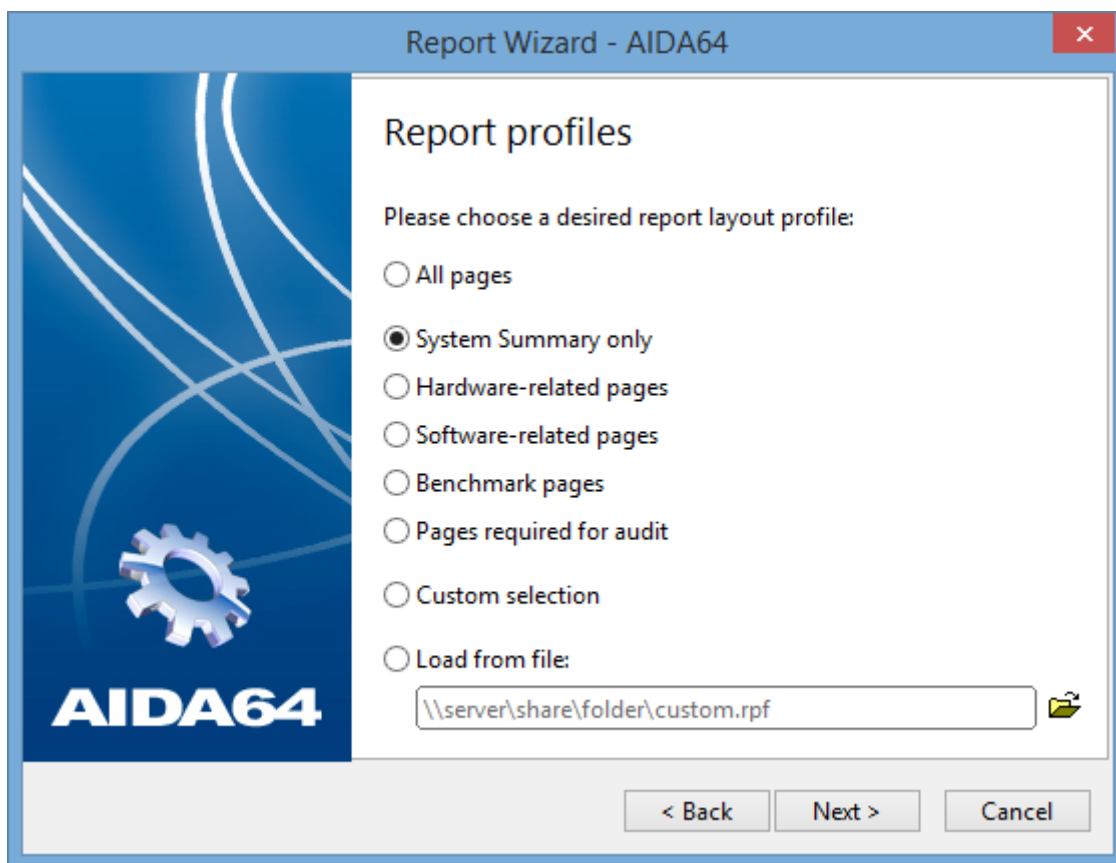 Report Wizard - AIDA64
Report profiles
Please choose a desired report layout profile:
All pages
System Summary only
Hardware-related pages
Software-related pages
Benchmark pages
Pages required for audit
Custom selection
Load from file:
\\server\share\folder\custom.rpf
AIDA64
< Back Next > Cancel